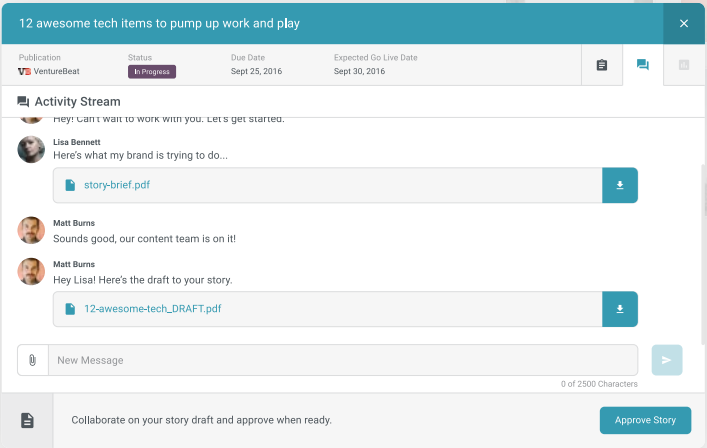 12 awesome tech items to pump up work and play
Publication
VB VentureBeat
Status
In Progress
Due Date
Sept 25, 2016
Expected Go Live Date
Sept 30, 2016
Activity Stream
Hey! Can't wait to work with you. Let's get started.
Lisa Bennett
Here's what my brand is trying to do...
story-brief.pdf
Matt Burns
Sounds good, our content team is on it!
Matt Burns
Hey Lisa! Here's the draft to your story.
12-awesome-tech_DRAFT.pdf
New Message
0 of 2500 Characters
Collaborate on your story draft and approve when ready.
Approve Story